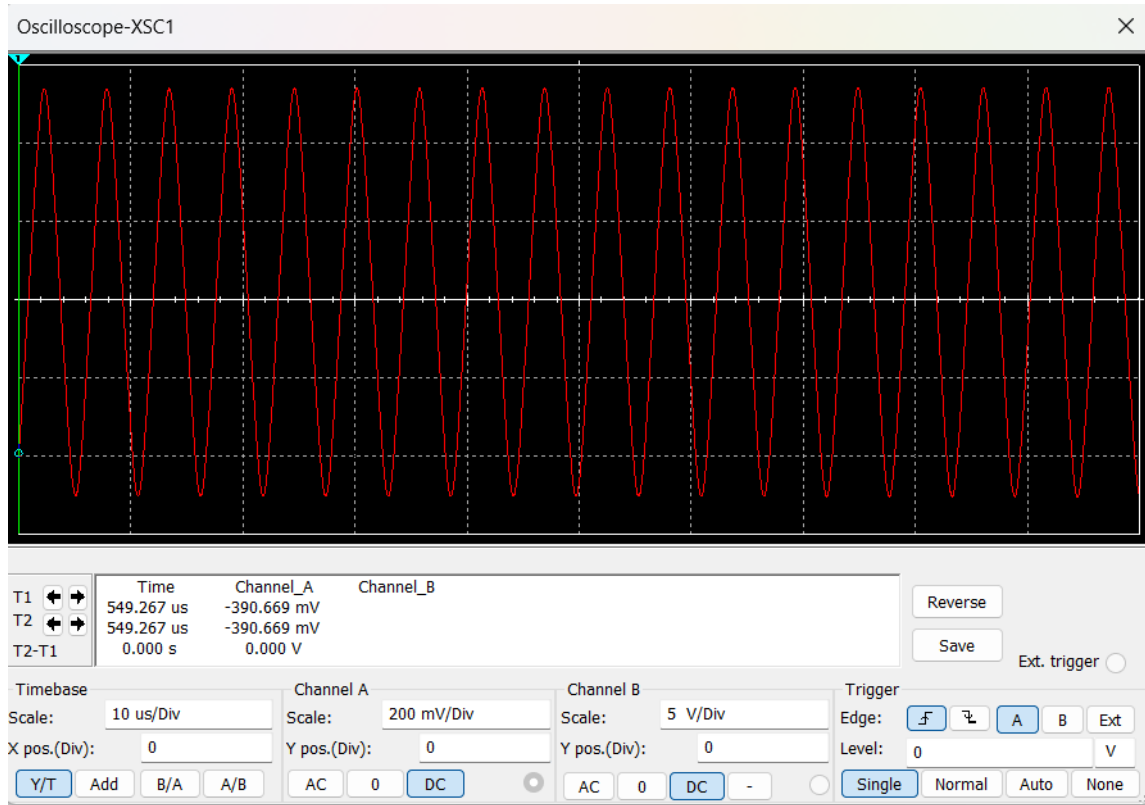 Oscilloscope-XSC1
1
Time Channel_A Channel_B
T1 549.267 us -390.669 mV
T2 549.267 us -390.669 mV
T2-T1 0.000 s 0.000 V
Reverse
Save
Ext. trigger
Timebase
Scale: 10 us/Div
X pos.(Div): 0
Y/T Add B/A A/B
Channel A
Scale: 200 mV/Div
Y pos.(Div): 0
AC 0 DC
Channel B
Scale: 5 V/Div
Y pos.(Div): 0
AC 0 DC -
Trigger
Edge: A B Ext
Level: 0 V
Single Normal Auto None